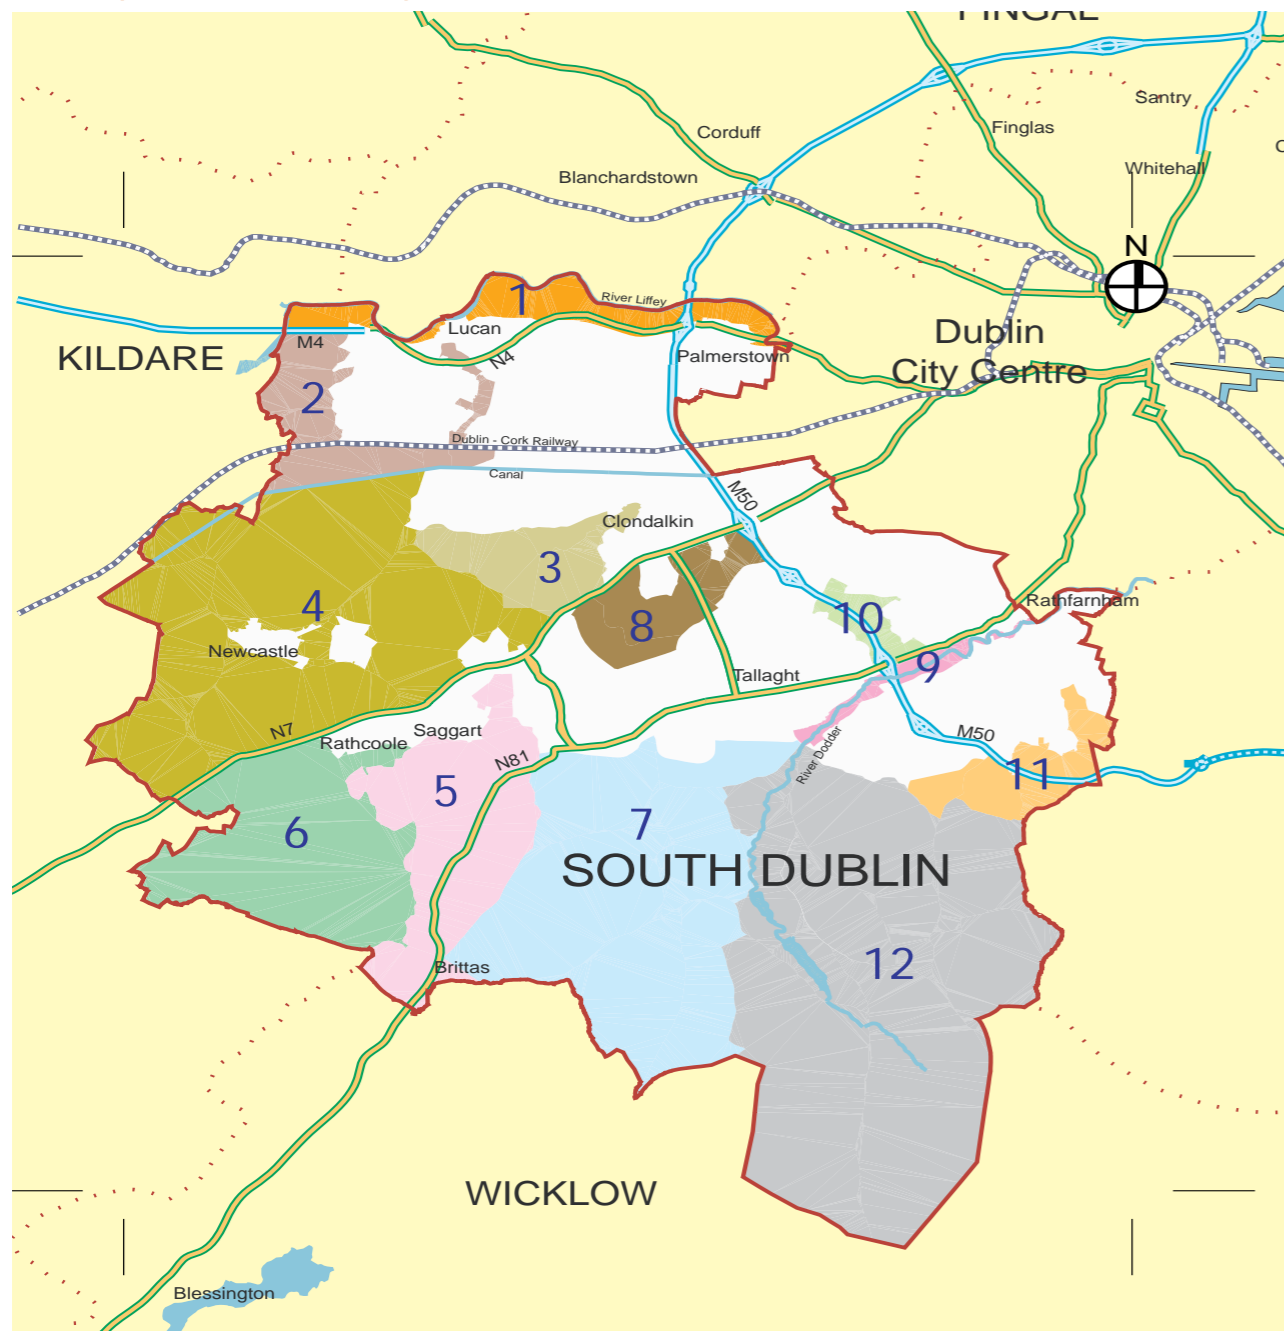 FINGAL
Santry
Corduff
Finglas
Whitehall
Blanchardstown
N
1
River Liffey
Lucan
M4
KILDARE
N4
Palmerstown
Dublin
City Centre
2
Dublin - Cork Railway
Canal
M50
Clondalkin
3
4
8
10
Rathfarnham
Newcastle
9
Tallaght
N7
Saggart
Rathcoole
N81
River Dodder
M50
5
11
6
7
SOUTH DUBLIN
12
Brittas
WICKLOW
Blessington